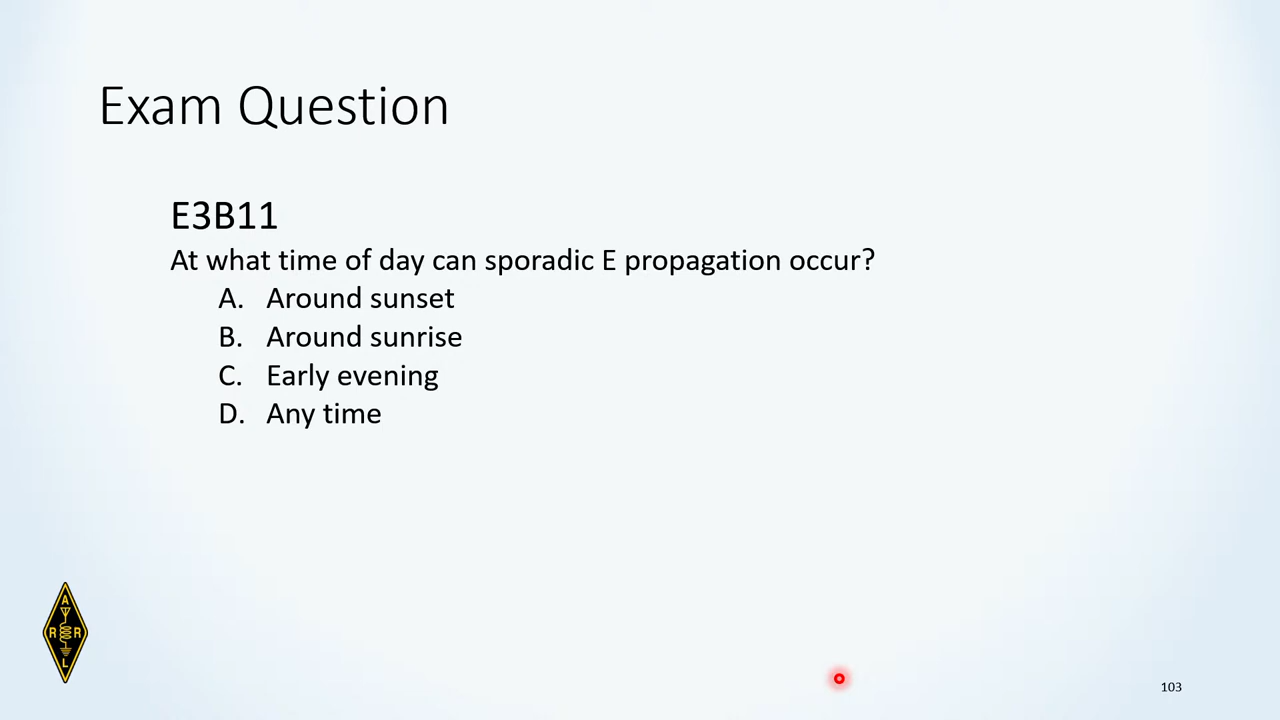 Exam Question
E3B11
At what time of day can sporadic E propagation occur?
A. Around sunset
B. Around sunrise
C. Early evening
D. Any time
A
R R
L
103